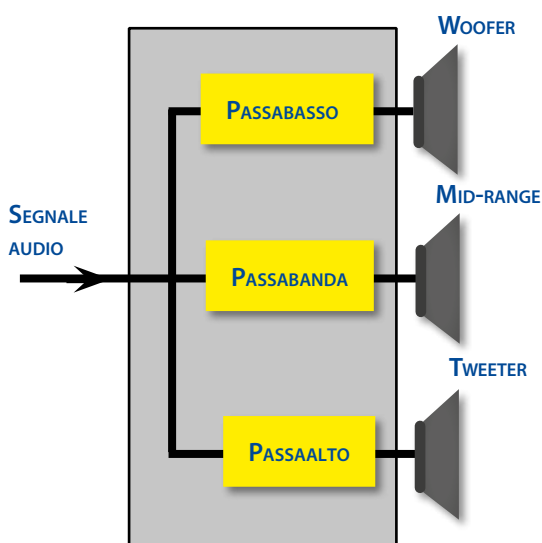 Woofer
Passabasso
Mid-range
Segnale
audio
Passabanda
Tweeter
Passaalto